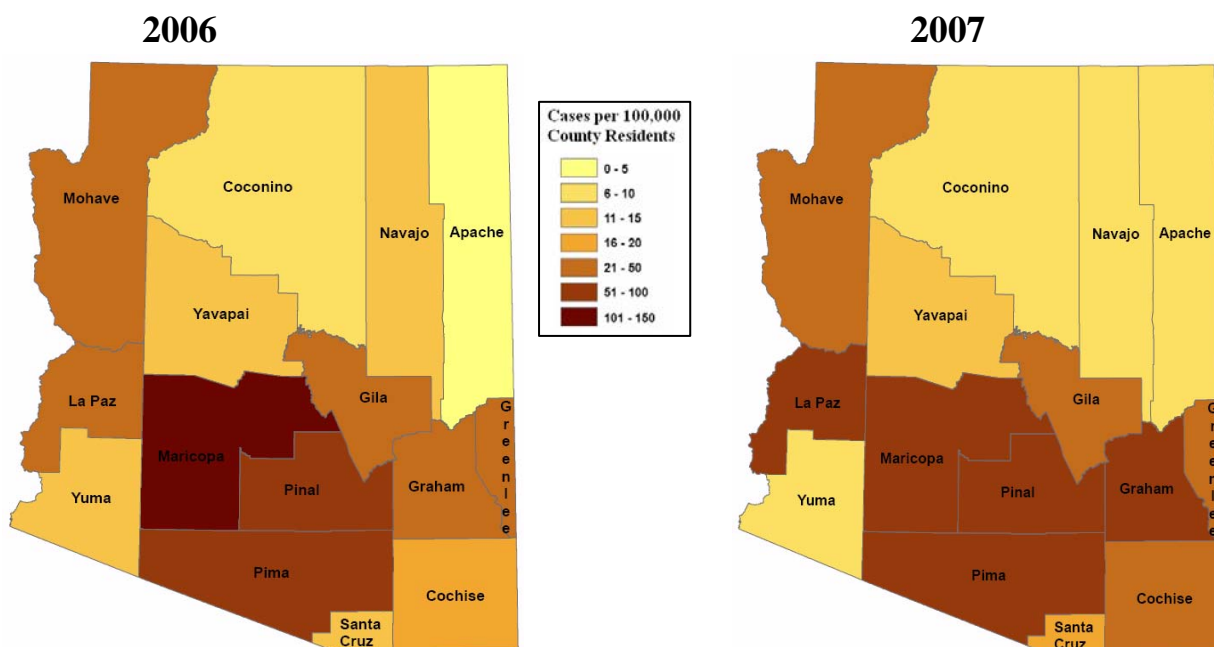 2006
2007
Cases per 100,000
County Residents
0 - 5
6 - 10
11 - 15
16 - 20
21 - 50
51 - 100
101 - 150
Mohave
Coconino
Navajo
Apache
Yavapai
La Paz
Gila
Greenlee
Maricopa
Yuma
Pinal
Graham
Pima
Cochise
Santa
Cruz
Mohave
Coconino
Navajo
Apache
Yavapai
La Paz
Gila
Greenlee
Maricopa
Yuma
Pinal
Graham
Pima
Cochise
Santa
Cruz